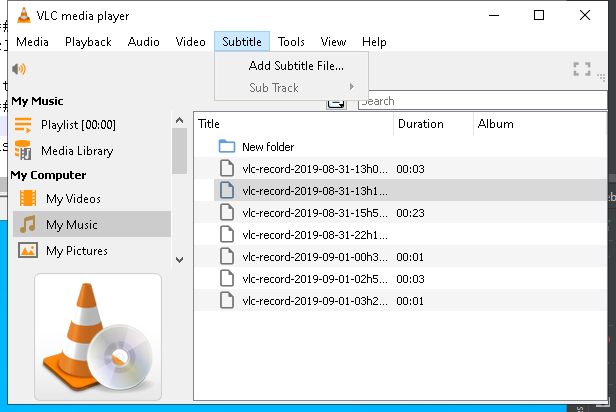 VLC media player
Media Playback Audio Video Subtitle Tools View Help
Add Subtitle File...
Sub Track
My Music
Search
Playlist [00:00]
Title Duration Album
Media Library
New folder
My Computer
vlc-record-2019-08-31-13h0... 00:03
My Videos
vlc-record-2019-08-31-13h1...
My Music
vlc-record-2019-08-31-15h5... 00:23
My Pictures
vlc-record-2019-08-31-22h1...
vlc-record-2019-09-01-00h3... 00:01
vlc-record-2019-09-01-02h5... 00:03
vlc-record-2019-09-01-03h2... 00:01